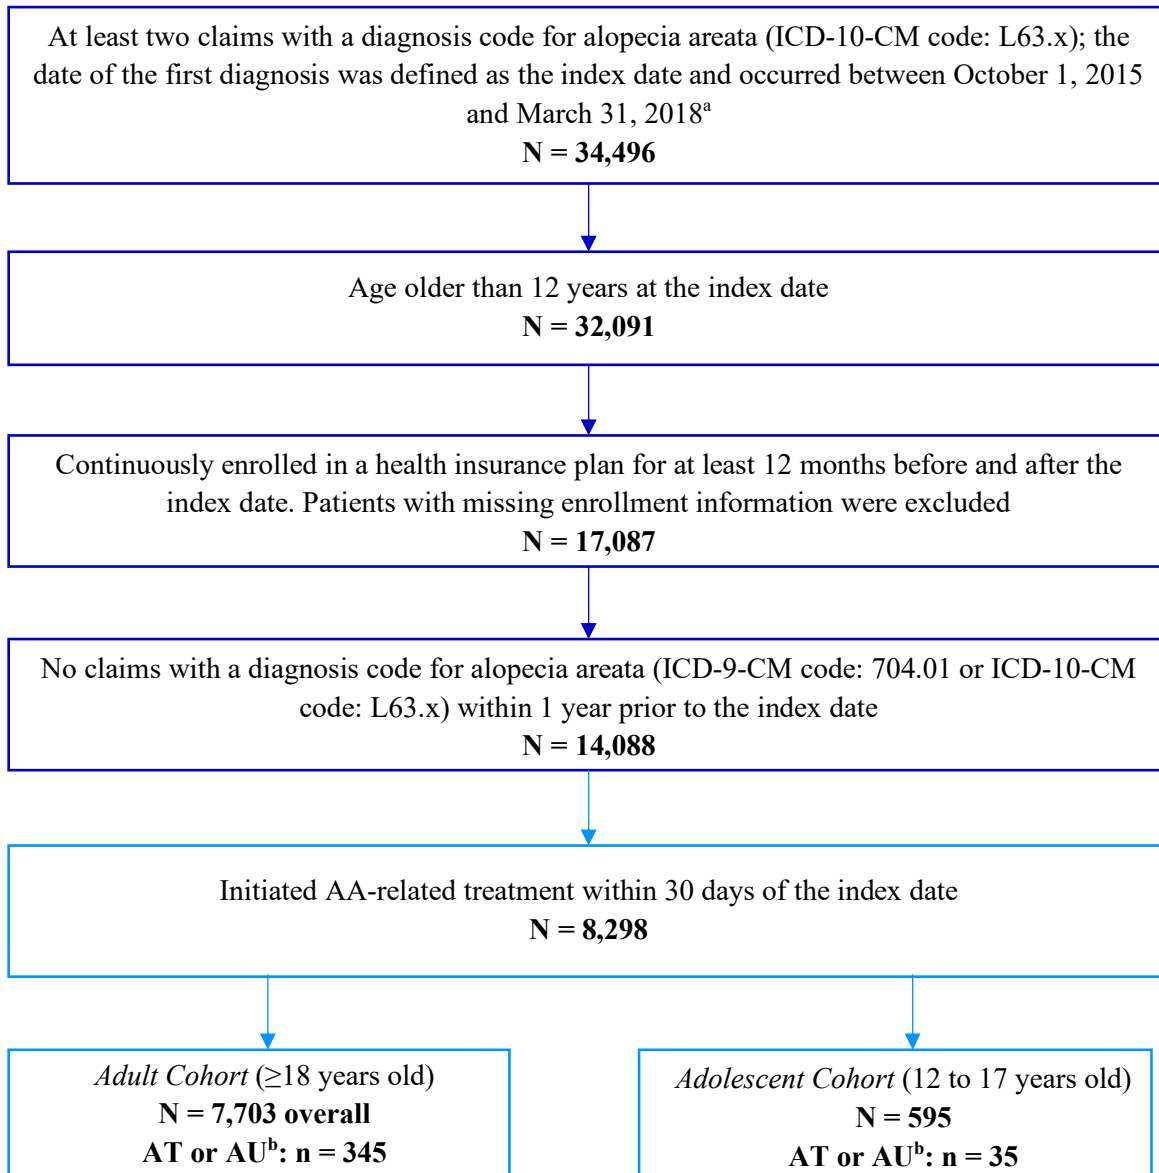 At least two claims with a diagnosis code for alopecia areata (ICD-10-CM code: L63.x); the
date of the first diagnosis was defined as the index date and occurred between October 1, 2015
and March 31, 2018ᵃ
N = 34,496
Age older than 12 years at the index date
N = 32,091
Continuously enrolled in a health insurance plan for at least 12 months before and after the
index date. Patients with missing enrollment information were excluded
N = 17,087
No claims with a diagnosis code for alopecia areata (ICD-9-CM code: 704.01 or ICD-10-CM
code: L63.x) within 1 year prior to the index date
N = 14,088
Initiated AA-related treatment within 30 days of the index date
N = 8,298
Adult Cohort (≥18 years old)
N = 7,703 overall
AT or AUᵇ: n = 345
Adolescent Cohort (12 to 17 years old)
N = 595
AT or AUᵇ: n = 35